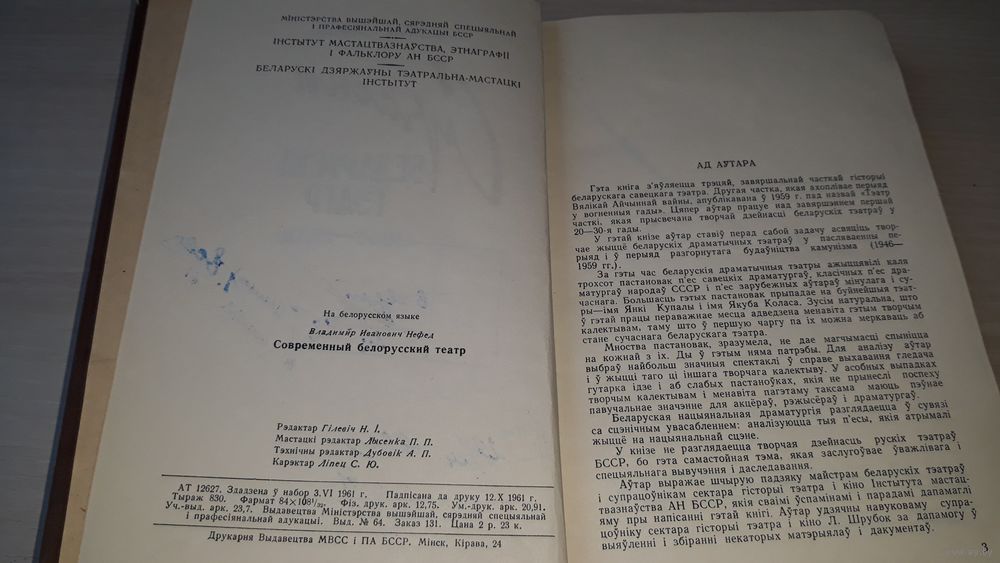 МІНІСТЭРСТВА ВЫШЭЙШАЙ, СЯРЭДНЯЙ СПЕЦЫЯЛЬНАЙ
І ПРАФЕСІЯНАЛЬНАЙ АДУКАЦЫІ БССР
ІНСТЫТУТ МАСТАЦТВАЗНАЎСТВА, ЭТНАГРАФІІ
І ФАЛЬКЛОРУ АН БССР
БЕЛАРУСКІ ДЗЯРЖАЎНЫ ТЭАТРАЛЬНА-МАСТАЦКІ
ІНСТЫТУТ
На белорусском языке
Владимир Иванович Нефед
Современный белорусский театр
Рэдактар Гілевіч Н. І.
Мастацкі рэдактар Лысенка П. П.
Тэхнічны рэдактар Дубовік А. П.
Карэктар Ліпец С. Ю.
АТ 12627. Здадзена ў набор 3.VI 1961 г. Падпісана да друку 12.X 1961 г.
Тыраж 830. Фармат 84×108¹/₃₂. Фіз. друк. арк. 12,75. Ум.-друк. арк. 20,91.
Уч.-выд. арк. 23,7. Выдавецтва Міністэрства вышэйшай, сярэдняй спецыяльнай
і прафесіянальнай адукацыі. Выд. № 64. Заказ 131. Цана 2 р. 23 к.
Друкарня Выдавецтва МВСС і ПА БССР. Мінск, Кірава, 24
АД АЎТАРА
Гэта кніга з'яўляецца трэцяй, завяршальнай часткай гісторыі
беларускага савецкага тэатра. Другая частка, якая ахоплівае перыяд
Вялікай Айчыннай вайны, апублікавана ў 1959 г. пад назвай «Тэатр
у вогненныя гады». Цяпер аўтар працуе над завяршэннем першай
часткі, якая прысвечана творчай дзейнасці беларускіх тэатраў у
20—30-я гады.
У гэтай кнізе аўтар ставіў перад сабой задачу асвяціць твор-
чае жыццё беларускіх драматычных тэатраў у пасляваенны пе-
рыяд і ў перыяд разгорнутага будаўніцтва камунізма (1946—
1959 гг.).
За гэты час беларускія драматычныя тэатры ажыццявілі каля
трохсот пастановак п'ес савецкіх драматургаў, класічных п'ес дра-
матургаў народаў СССР і п'ес зарубежных аўтараў мінулага і су-
часнага. Большасць гэтых пастановак прыпадае на буйнейшыя тэат-
ры—імя Янкі Купалы і імя Якуба Коласа. Зусім натуральна, што
ў гэтай працы пераважнае месца адведзена менавіта гэтым творчым
калектывам, таму што ў першую чаргу па іх можна меркаваць аб
стане сучаснага беларускага тэатра.
Мноства пастановак, зразумела, не дае магчымасці спыніцца
на кожнай з іх. Ды ў гэтым няма патрэбы. Для аналізу аўтар
выбраў найбольш значныя спектаклі ў справе выхавання гледача
і ў жыцці таго ці іншага творчага калектыву. У асобных выпадках
гутарка ідзе і аб слабых пастаноўках, якія не прынеслі поспеху
творчым калектывам і менавіта пагэтаму таксама маюць пэўнае
павучальнае значэнне для акцёраў, рэжысёраў і драматургаў.
Беларуская нацыянальная драматургія разглядаецца ў сувязі
са сцэнічным увасабленнем: аналізуюцца тыя п'есы, якія атрымалі
жыццё на нацыянальнай сцэне.
У кнізе не разглядаецца творчая дзейнасць рускіх тэатраў
БССР, бо гэта самастойная тэма, якая заслугоўвае ўважлівага і
спецыяльнага вывучэння і даследавання.
Аўтар выражае шчырую падзяку майстрам беларускіх тэатраў
і супрацоўнікам сектара гісторыі тэатра і кіно Інстытута мастац-
твазнаўства АН БССР, якія сваімі ўспамінамі і парадамі дапамаглі
яму пры напісанні гэтай кнігі. Аўтар удзячны навуковаму супра-
цоўніку сектара гісторыі тэатра і кіно Л. Шрубок за дапамогу ў
выяўленні і збіранні некаторых матэрыялаў і дакументаў.
3